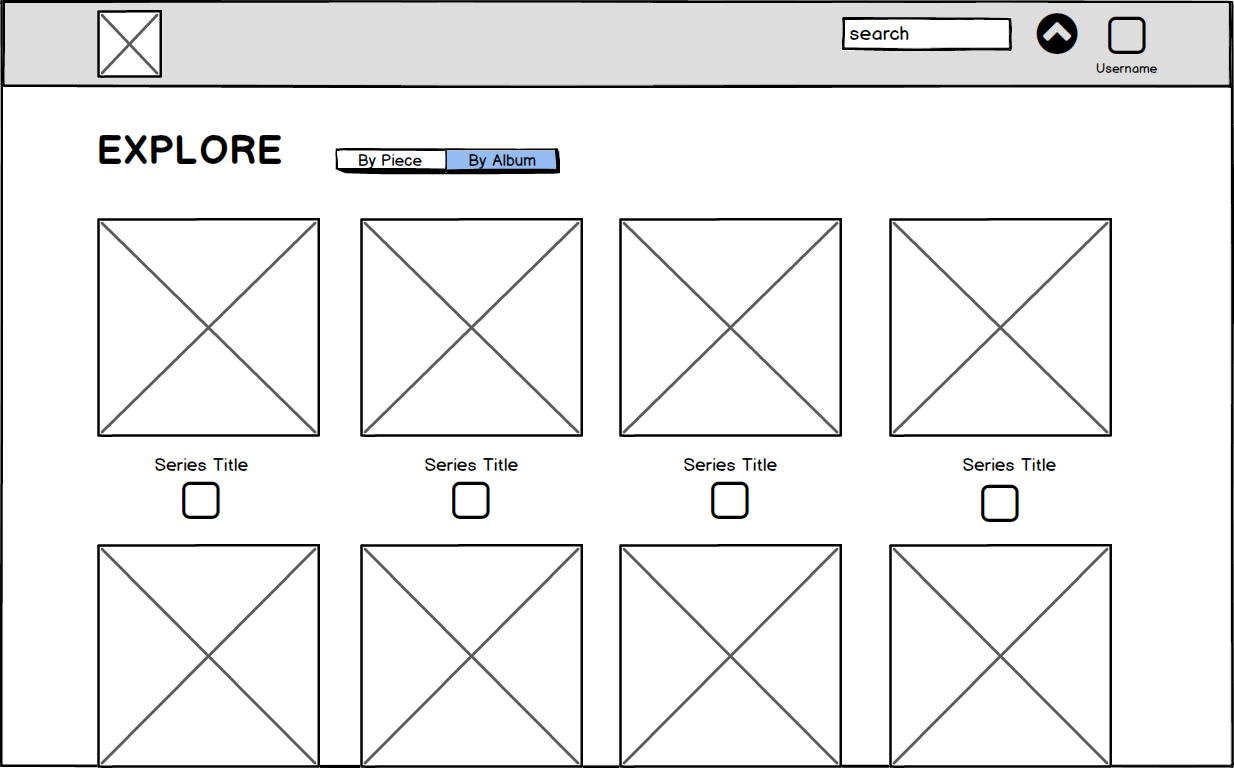 search
Username
EXPLORE
By Piece
By Album
Series Title
Series Title
Series Title
Series Title